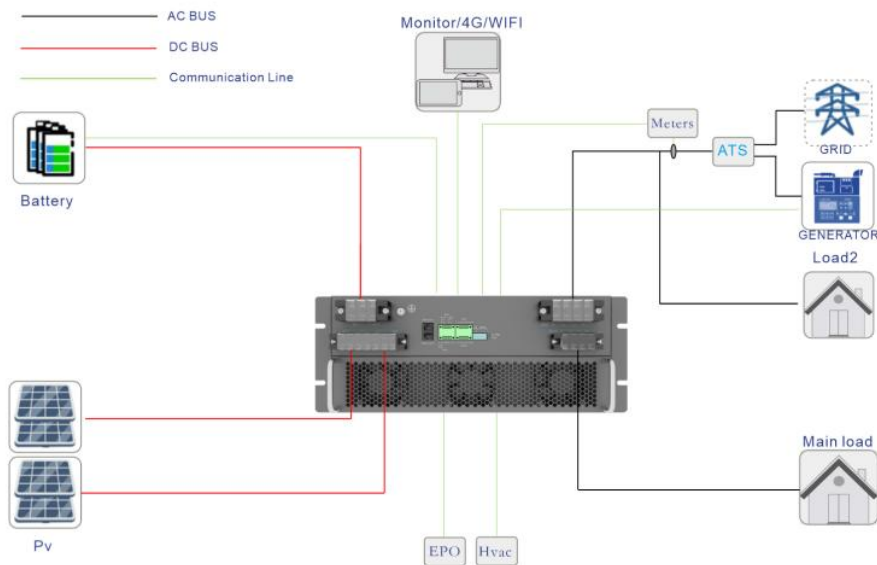 AC BUS
DC BUS
Communication Line
Monitor/4G/WIFI
Meters
ATS
GRID
Battery
GENERATOR
Load2
Main load
Pv
EPO
Hvac